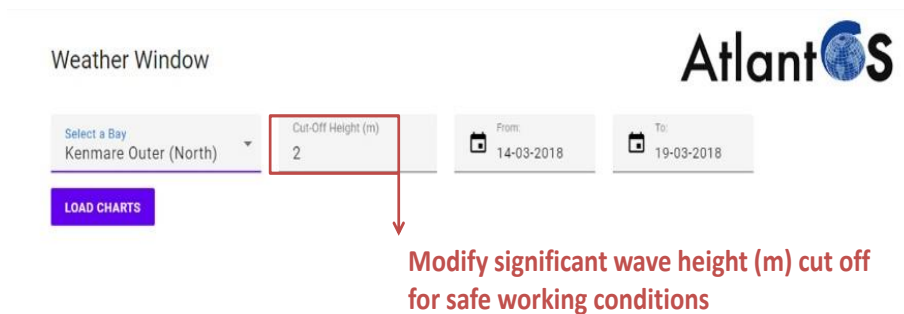 Weather Window
AtlantOS
Select a Bay
Kenmare Outer (North)
Cut-Off Height (m)
2
From:
14-03-2018
To:
19-03-2018
LOAD CHARTS
Modify significant wave height (m) cut off
for safe working conditions